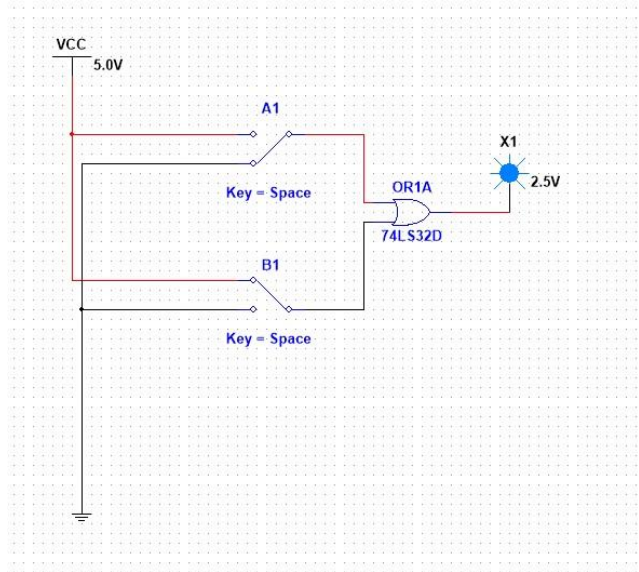 VCC
5.0V
A1
Key = Space
X1
2.5V
OR1A
74LS32D
B1
Key = Space